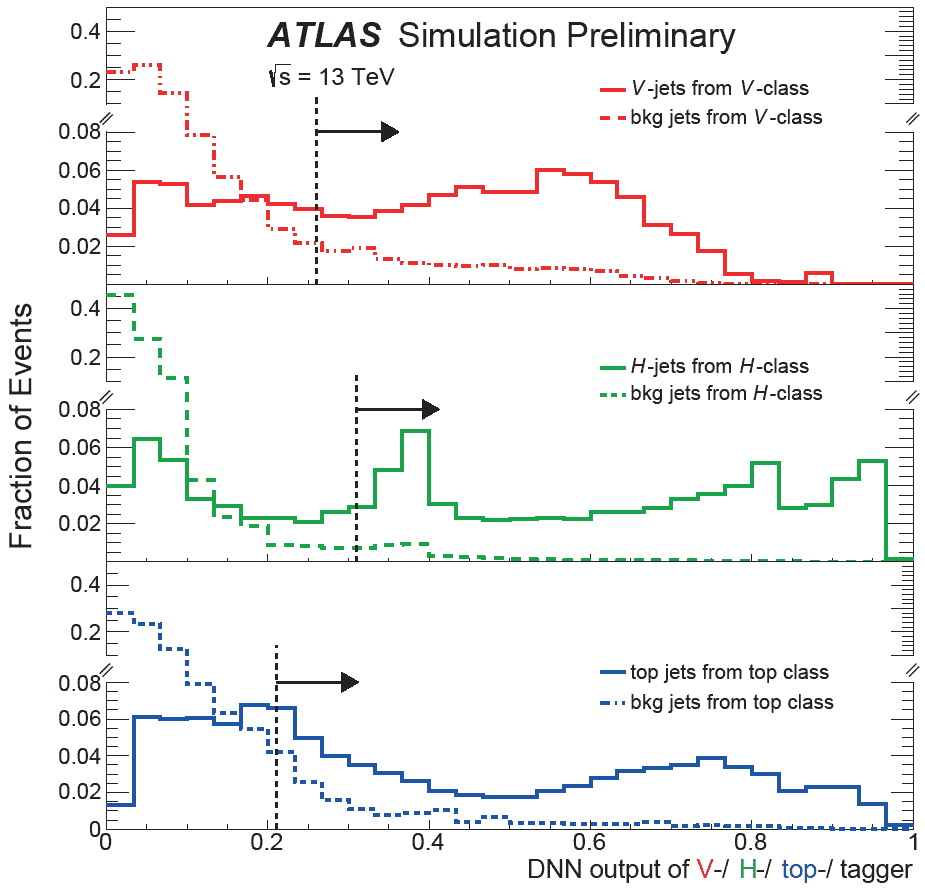 ATLAS Simulation Preliminary
√s = 13 TeV
0.4
0.2
0.08
0.06
0.04
0.02
V-jets from V-class
bkg jets from V-class
Fraction of Events
0.4
0.2
0.08
0.06
0.04
0.02
H-jets from H-class
bkg jets from H-class
0.4
0.2
0.08
0.06
0.04
0.02
0
top jets from top class
bkg jets from top class
0 0.2 0.4 0.6 0.8 1
DNN output of V-/ H-/ top-/ tagger